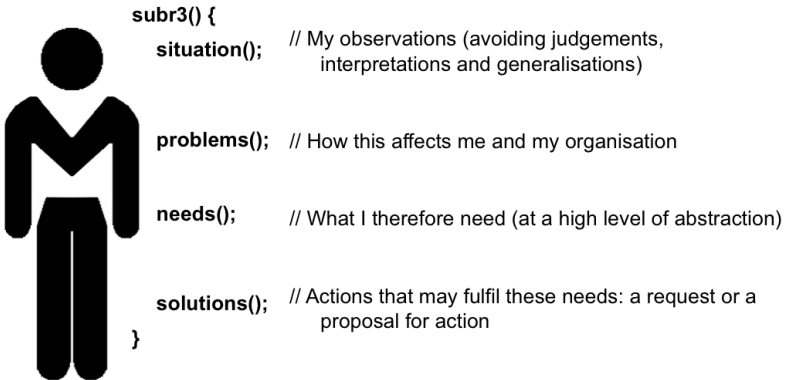 subr3() {
situation(); // My observations (avoiding judgements,
interpretations and generalisations)
problems(); // How this affects me and my organisation
needs(); // What I therefore need (at a high level of abstraction)
solutions(); // Actions that may fulfil these needs: a request or a
proposal for action
}